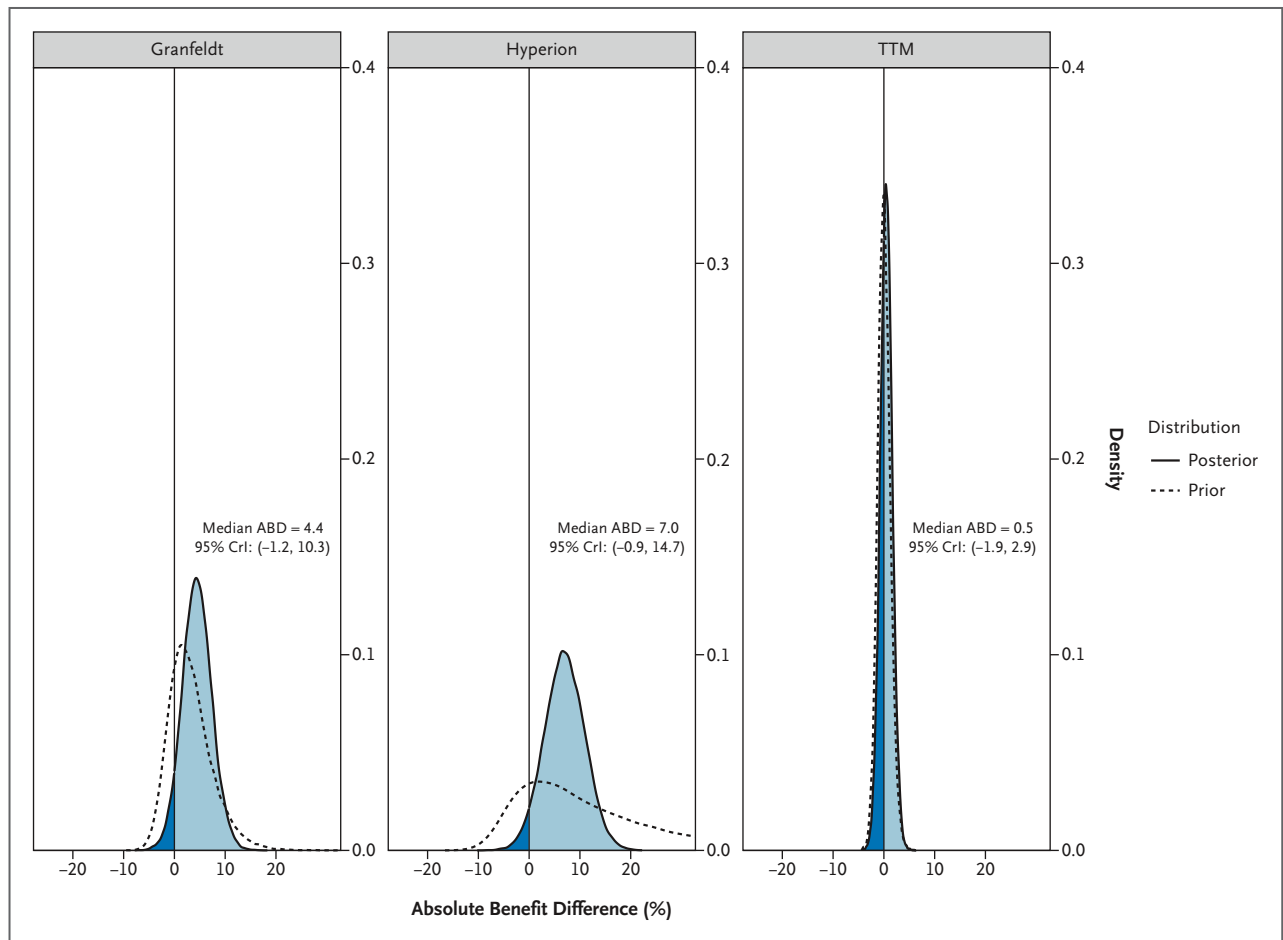 Granfeldt
Hyperion
TTM
0.4
0.4
0.4
0.3
0.3
0.3
0.2
0.2
0.2
Density
Distribution
Posterior
Prior
Median ABD = 4.4
95% CrI: (–1.2, 10.3)
Median ABD = 7.0
95% CrI: (–0.9, 14.7)
Median ABD = 0.5
95% CrI: (–1.9, 2.9)
0.1
0.1
0.1
0.0
0.0
0.0
–20 –10 0 10 20
–20 –10 0 10 20
–20 –10 0 10 20
Absolute Benefit Difference (%)